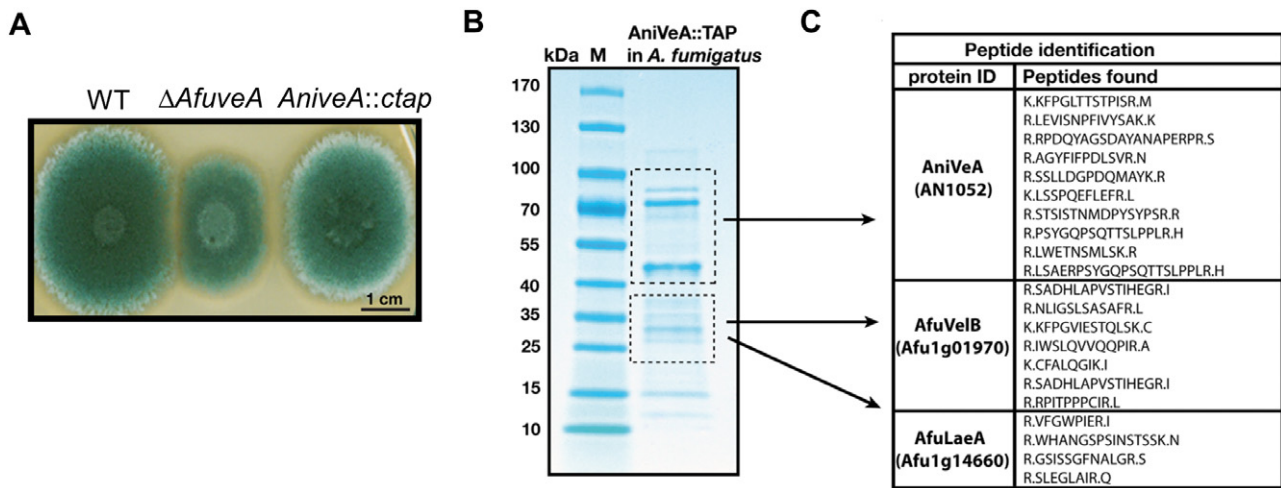 A
WT ΔAfuveA AniveA::ctap
1 cm
B
AniVeA::TAP
kDa M in A. fumigatus
170
130
100
70
55
40
35
25
15
10
C
Peptide identification
protein ID Peptides found
AniVeA
(AN1052)
K.KFPGLTTSTPISR.M
R.LEVISNPFIVYSAK.K
R.RPDQYAGSDAYANAPERPR.S
R.AGYFIFPDLSVR.N
R.SSLLDGPDQMAYK.R
K.LSSPQEFLEFR.L
R.STSISTNMDPYSYPSR.R
R.PSYGQPSQTTSLPPLR.H
R.LWETNSMLSK.R
R.LSAERPSYGQPSQTTSLPPLR.H
AfuVelB
(Afu1g01970)
R.SADHLAPVSTIHEGR.I
R.NLIGSLSASAFR.L
K.KFPGVIESTQLSK.C
R.IWSLQVVQQPIR.A
K.CFALQGIK.I
R.SADHLAPVSTIHEGR.I
R.RPITPPPCIR.L
AfuLaeA
(Afu1g14660)
R.VFGWPIER.I
R.WHANGSPSINSTSSK.N
R.GSISSGFNALGR.S
R.SLEGLAIR.Q